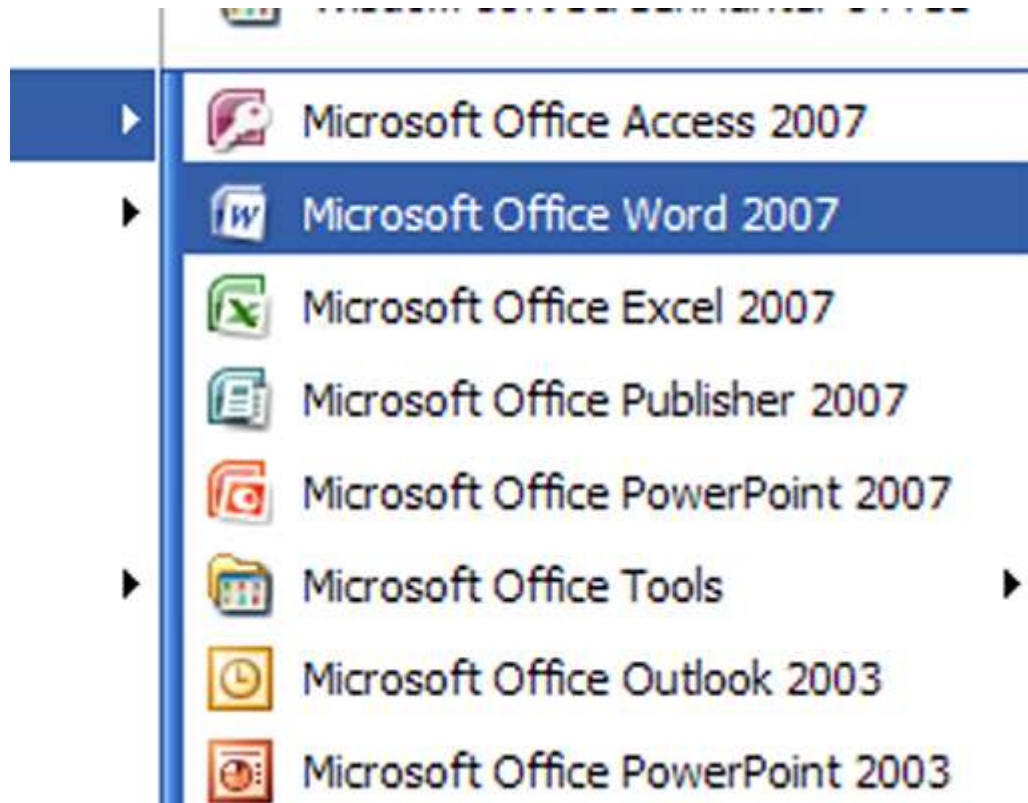 Microsoft Office Access 2007
Microsoft Office Word 2007
Microsoft Office Excel 2007
Microsoft Office Publisher 2007
Microsoft Office PowerPoint 2007
Microsoft Office Tools
Microsoft Office Outlook 2003
Microsoft Office PowerPoint 2003